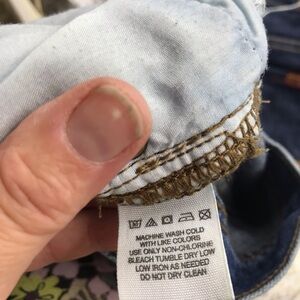 MACHINE WASH COLD
WITH LIKE COLORS
USE ONLY NON-CHLORINE
BLEACH TUMBLE DRY LOW
LOW IRON AS NEEDED
DO NOT DRY CLEAN